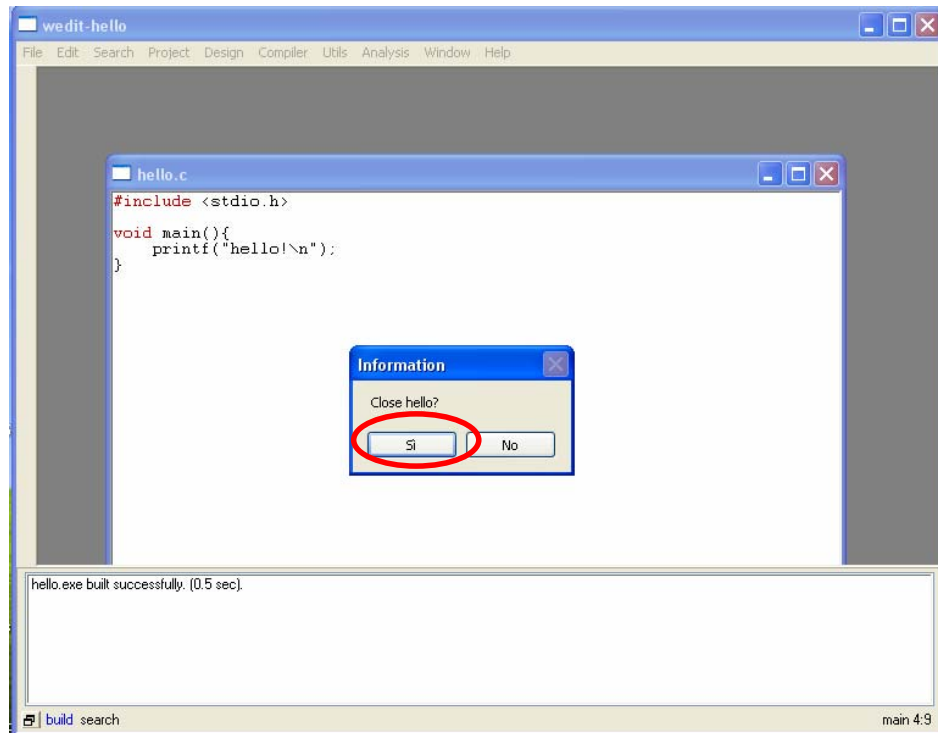 wedit-hello
File Edit Search Project Design Compiler Utils Analysis Window Help
hello.c
#include <stdio.h>
void main(){
printf("hello!\n");
}
Information
Close hello?
Sì No
hello.exe built successfully. (0.5 sec).
build search main 4:9